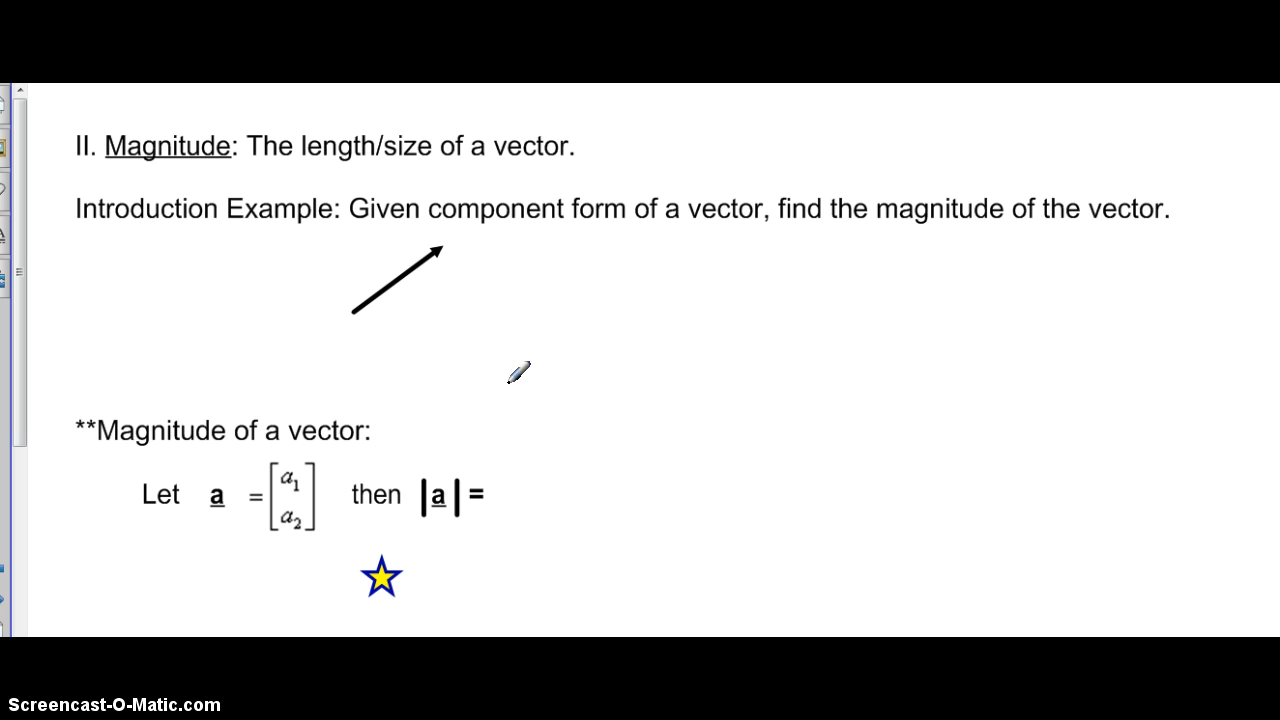 II. Magnitude: The length/size of a vector.
Introduction Example: Given component form of a vector, find the magnitude of the vector.
**Magnitude of a vector:
Let a = [a₁ a₂] then |a| =
Screencast-O-Matic.com